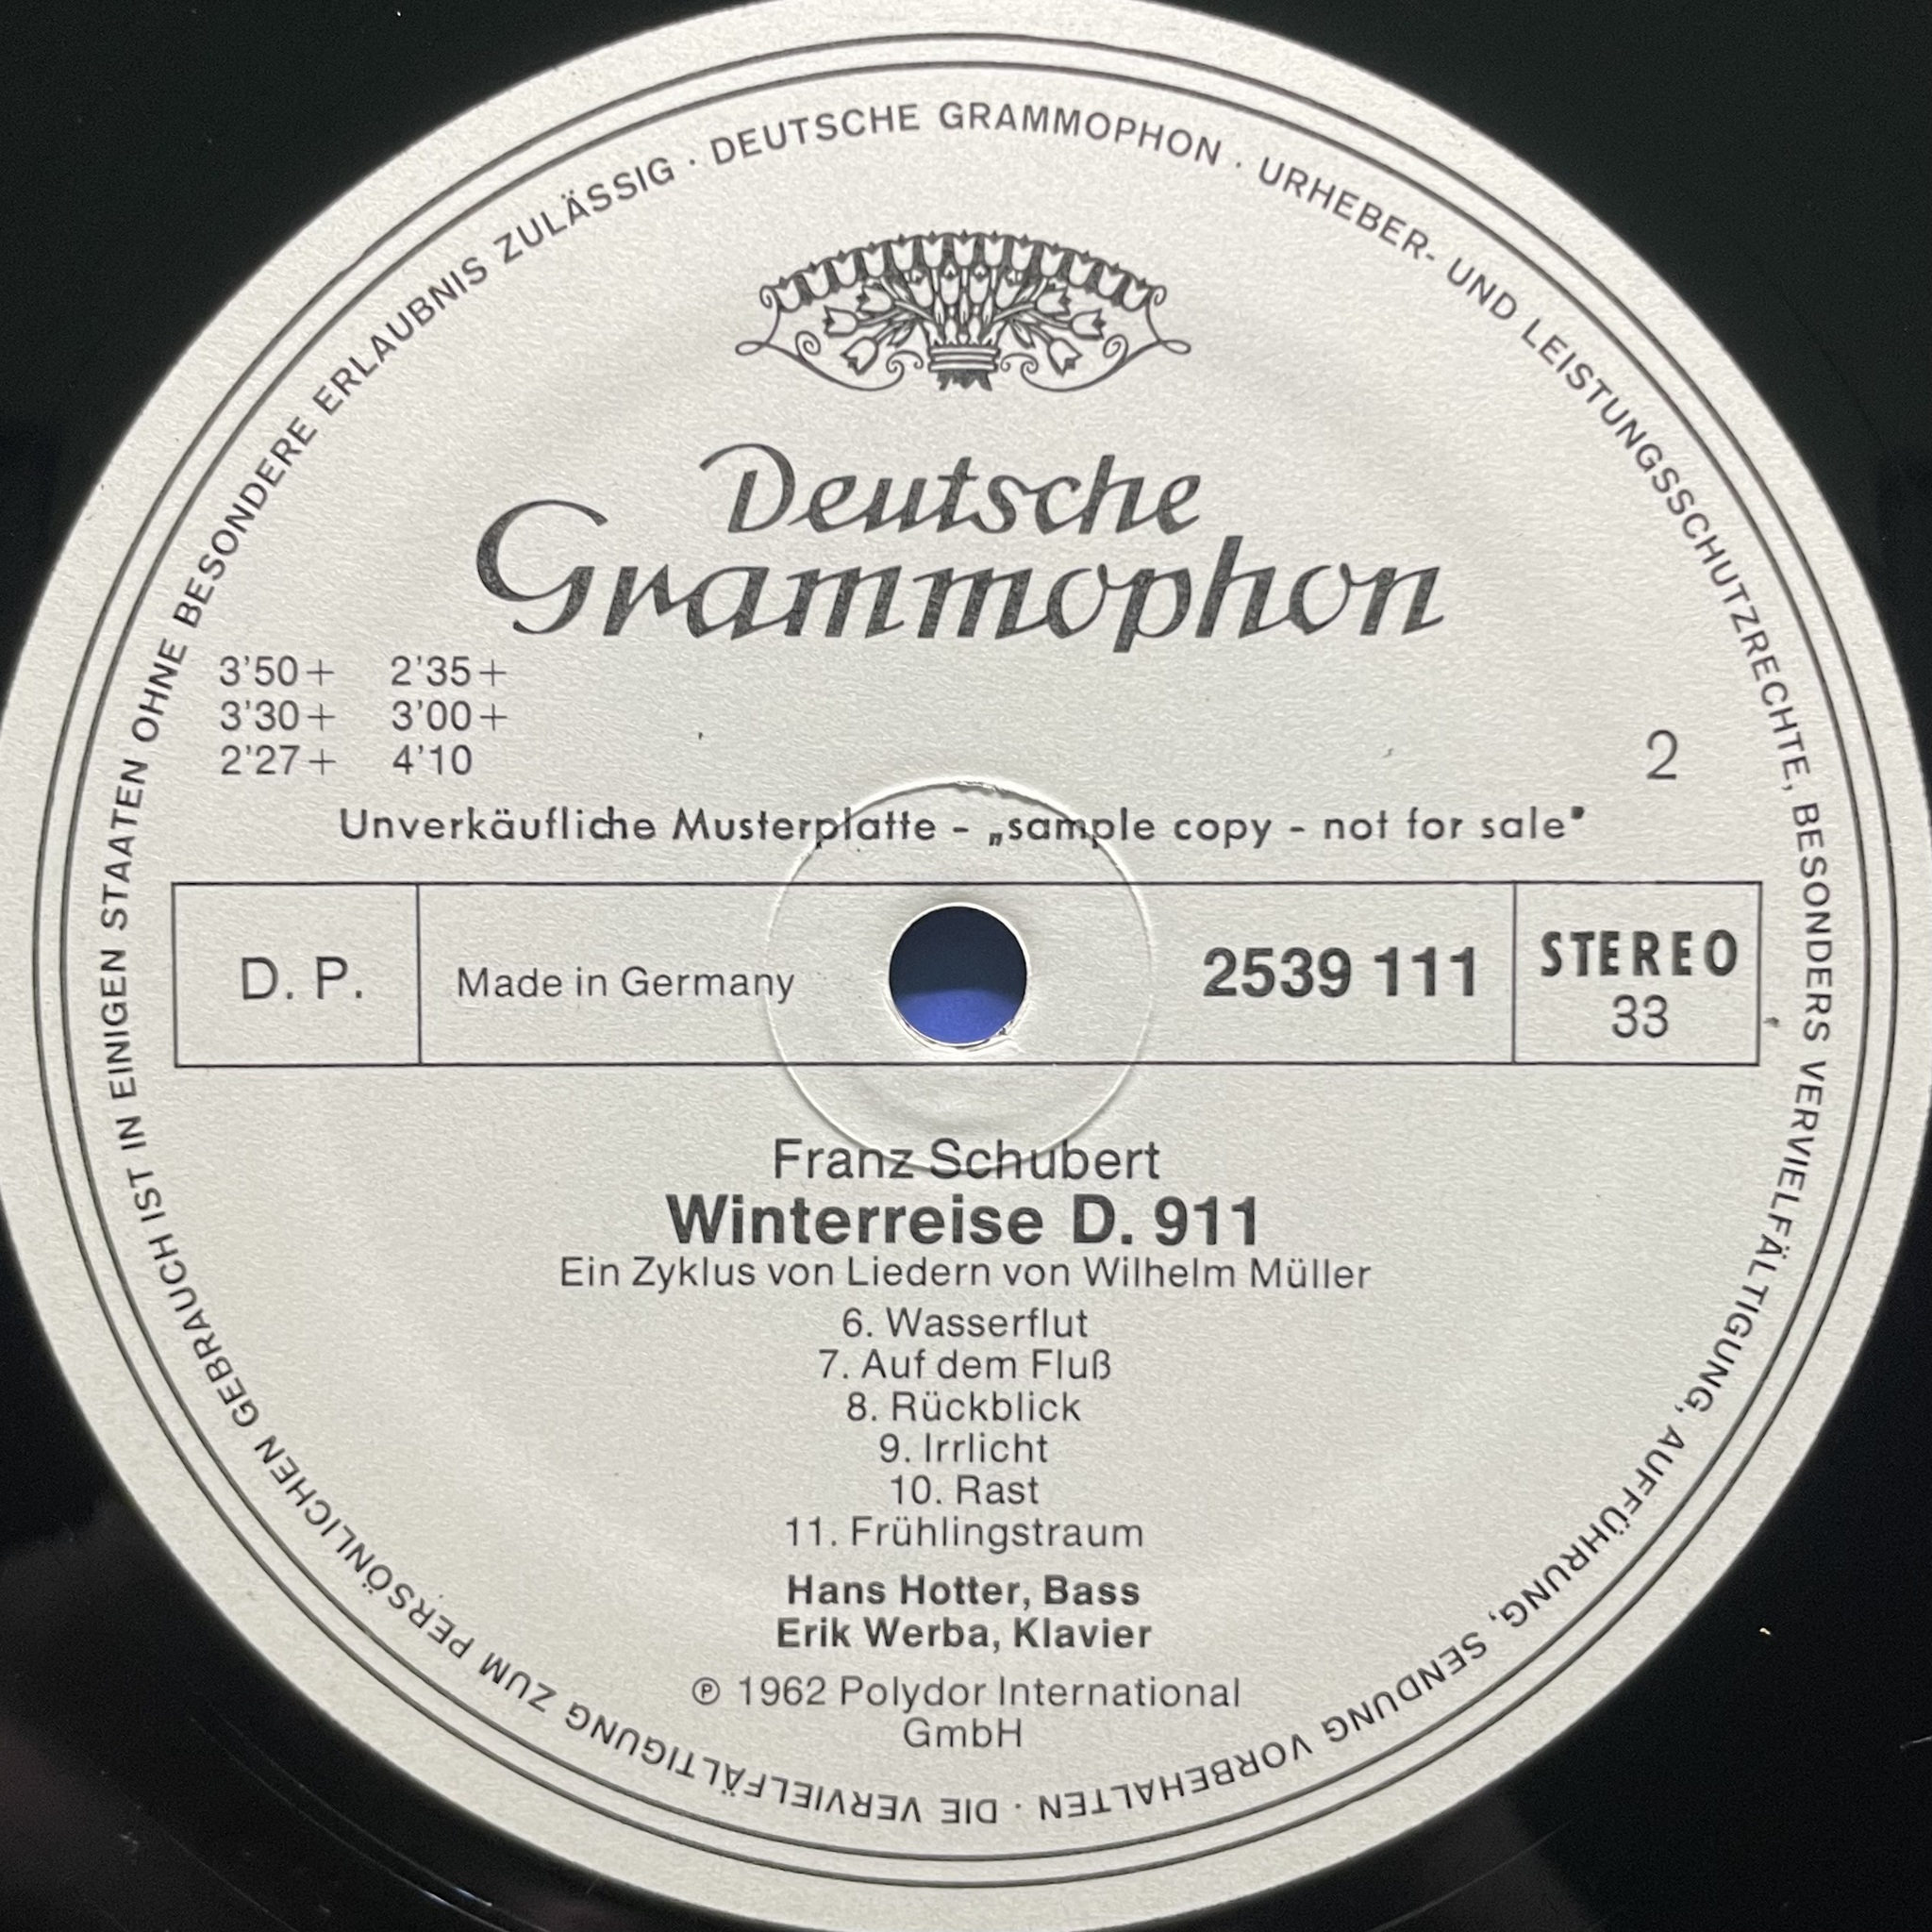 DEUTSCHE GRAMMOPHON · URHEBER- UND LEISTUNGSSCHUTZRECHTE, BESONDERS VERVIELFÄLTIGUNG, AUFFÜHRUNG, SENDUNG VORBEHALTEN · DIE VERVIELFÄLTIGUNG ZUM PERSÖNLICHEN GEBRAUCH IST IN EINIGEN STAATEN OHNE BESONDERE ERLAUBNIS ZULÄSSIG ·
Deutsche
Grammophon
3'50+ 2'35+
3'30+ 3'00+
2'27+ 4'10
2
Unverkäufliche Musterplatte - „sample copy - not for sale"
D. P. Made in Germany 2539 111 STEREO
33
Franz Schubert
Winterreise D. 911
Ein Zyklus von Liedern von Wilhelm Müller
6. Wasserflut
7. Auf dem Fluß
8. Rückblick
9. Irrlicht
10. Rast
11. Frühlingstraum
Hans Hotter, Bass
Erik Werba, Klavier
℗ 1962 Polydor International
GmbH